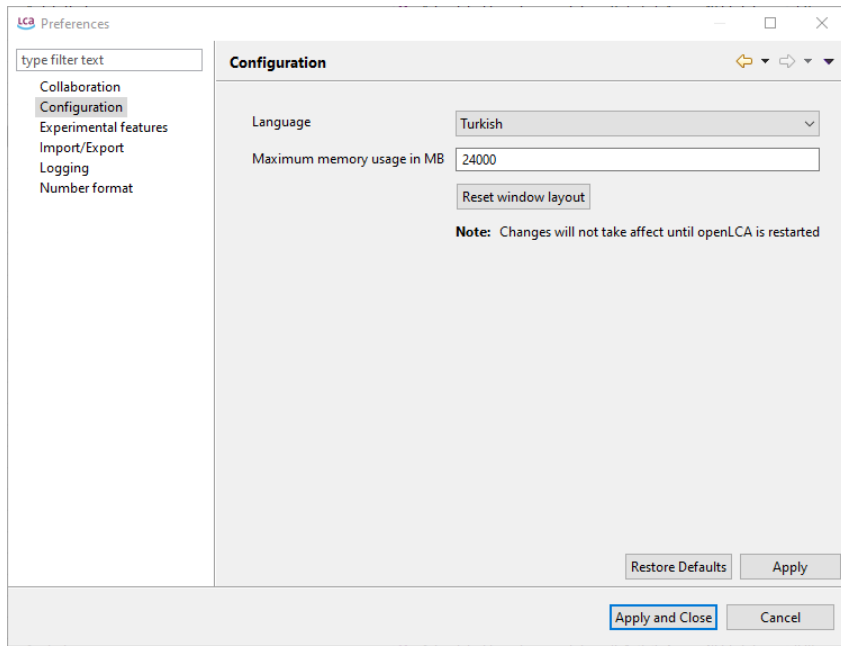 LCA Preferences
type filter text
Collaboration
Configuration
Experimental features
Import/Export
Logging
Number format
Configuration
Language Turkish
Maximum memory usage in MB 24000
Reset window layout
Note: Changes will not take affect until openLCA is restarted
Restore Defaults Apply
Apply and Close Cancel